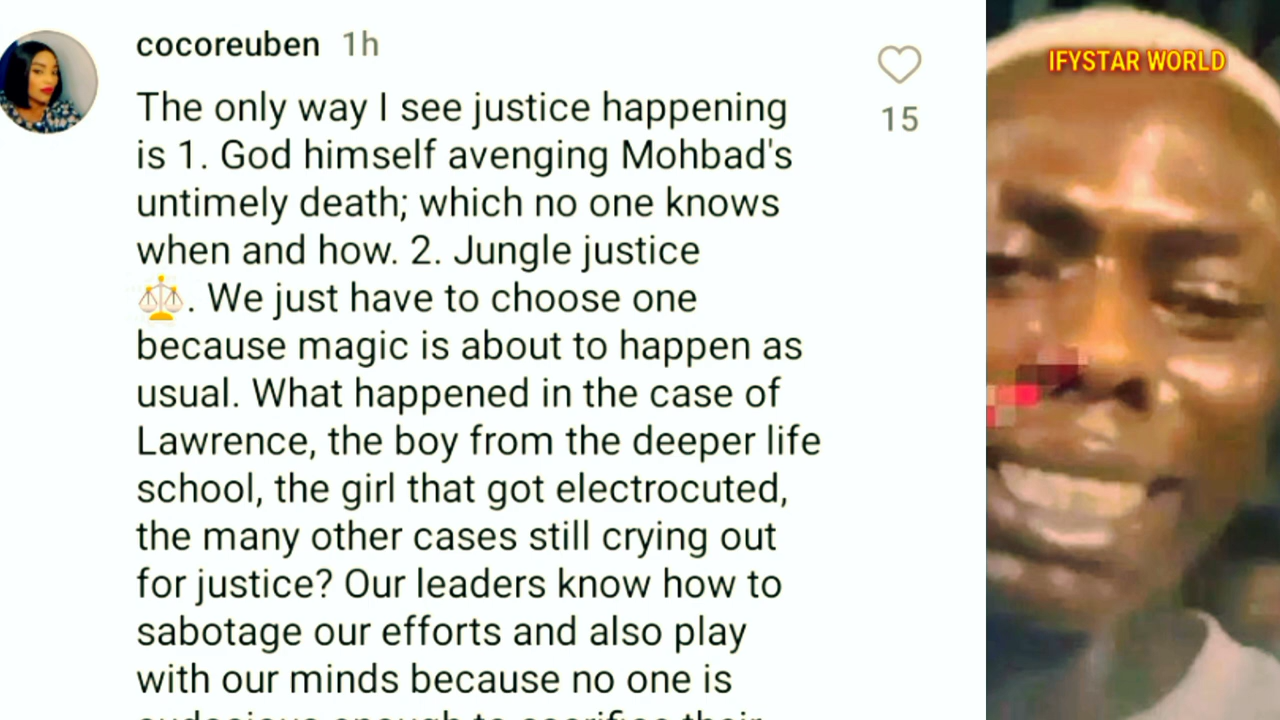 cocoreuben 1h
15
The only way I see justice happening
is 1. God himself avenging Mohbad's
untimely death; which no one knows
when and how. 2. Jungle justice
⚖️. We just have to choose one
because magic is about to happen as
usual. What happened in the case of
Lawrence, the boy from the deeper life
school, the girl that got electrocuted,
the many other cases still crying out
for justice? Our leaders know how to
sabotage our efforts and also play
with our minds because no one is
IFYSTAR WORLD